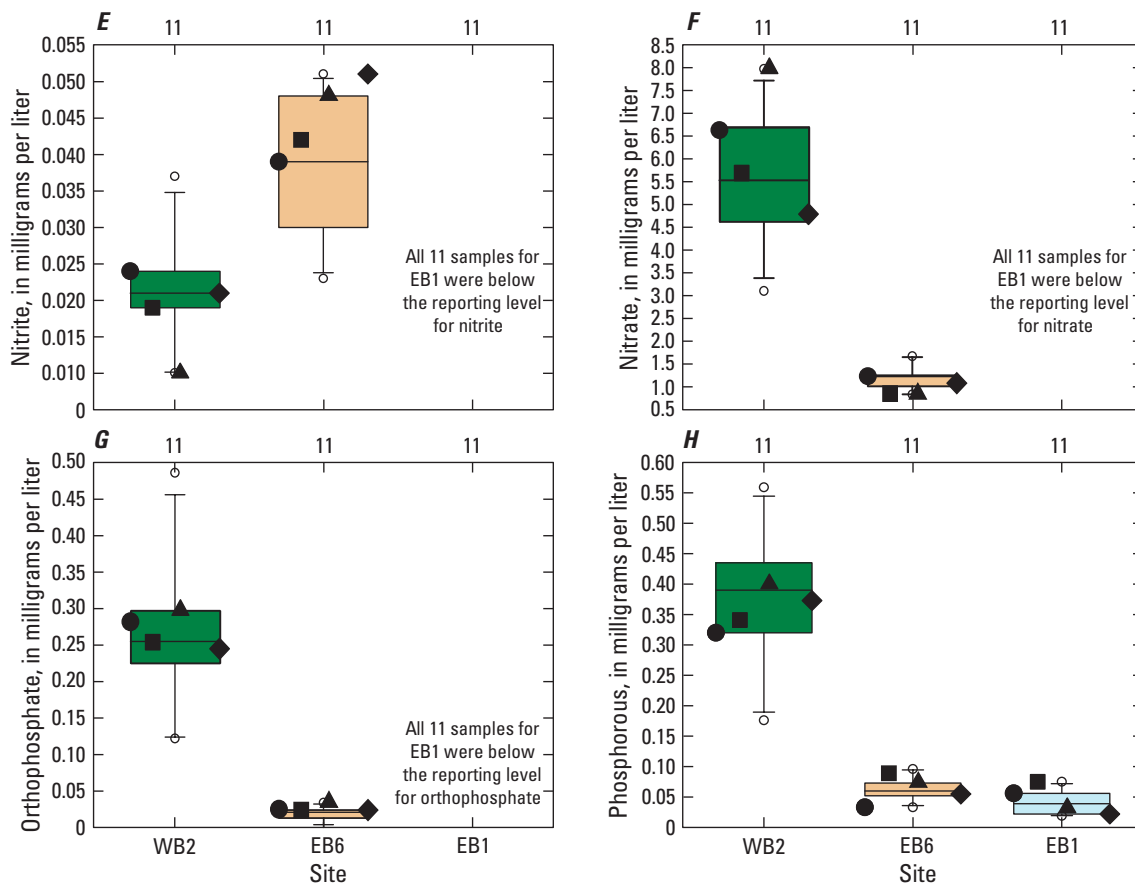 E
11 11 11
0.055
0.050
0.045
0.040
0.035
0.030
0.025
0.020
0.015
0.010
0
Nitrite, in milligrams per liter
All 11 samples for
EB1 were below
the reporting level
for nitrite
F
11 11 11
8.5
8.0
7.5
7.0
6.5
6.0
5.5
5.0
4.5
4.0
3.5
3.0
2.5
2.0
1.5
1.0
0.5
Nitrate, in milligrams per liter
All 11 samples for
EB1 were below
the reporting level
for nitrate
G
11 11 11
0.50
0.45
0.40
0.35
0.30
0.25
0.20
0.15
0.10
0.05
0
Orthophosphate, in milligrams per liter
All 11 samples for
EB1 were below
the reporting level
for orthophosphate
WB2 EB6 EB1
Site
H
11 11 11
0.60
0.55
0.50
0.45
0.40
0.35
0.30
0.25
0.20
0.15
0.10
0.05
0
Phosphorous, in milligrams per liter
WB2 EB6 EB1
Site